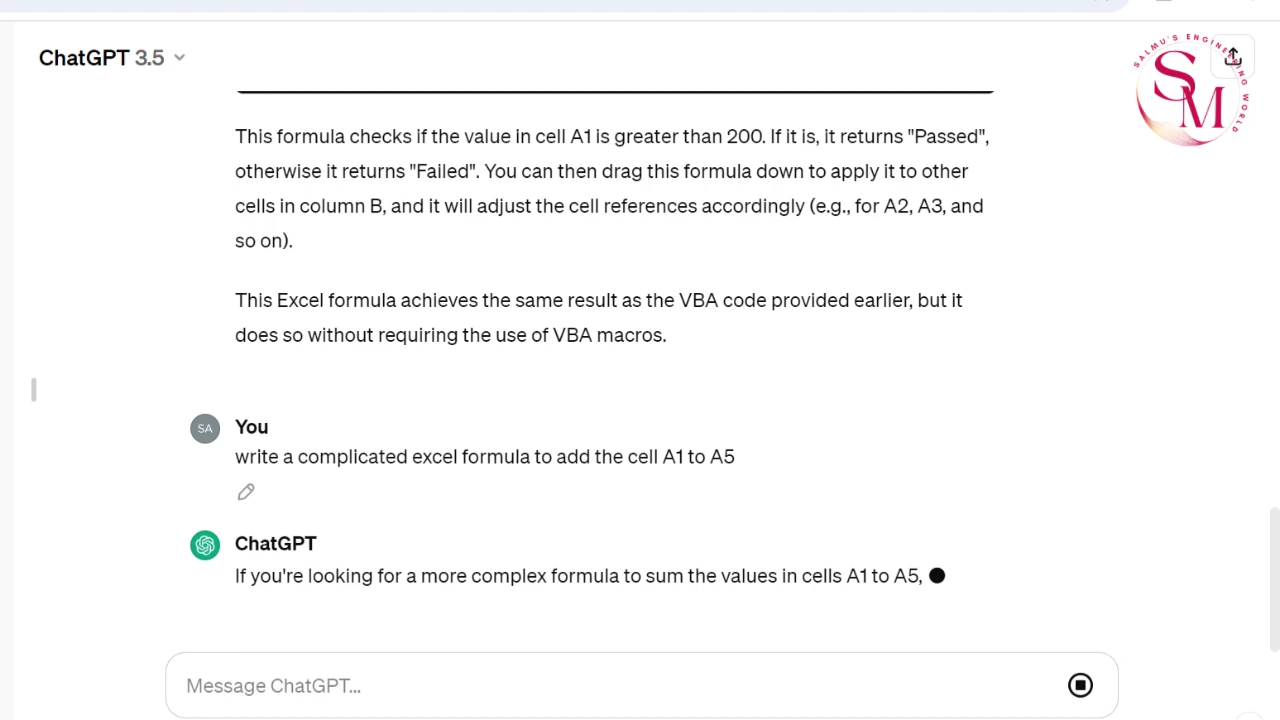 ChatGPT 3.5
SALMU'S ENGINEERING WORLD
SM
This formula checks if the value in cell A1 is greater than 200. If it is, it returns "Passed",
otherwise it returns "Failed". You can then drag this formula down to apply it to other
cells in column B, and it will adjust the cell references accordingly (e.g., for A2, A3, and
so on).
This Excel formula achieves the same result as the VBA code provided earlier, but it
does so without requiring the use of VBA macros.
SA
You
write a complicated excel formula to add the cell A1 to A5
ChatGPT
If you're looking for a more complex formula to sum the values in cells A1 to A5,
Message ChatGPT...